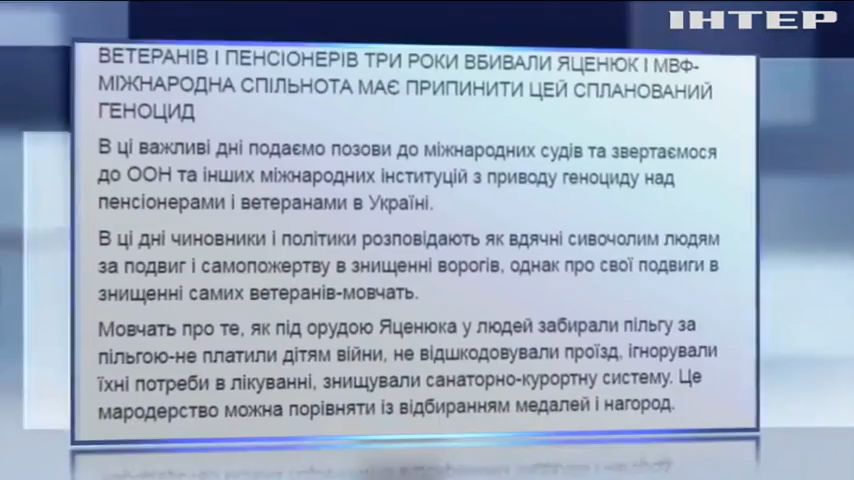 ІНТЕР
ВЕТЕРАНІВ І ПЕНСІОНЕРІВ ТРИ РОКИ ВБИВАЛИ ЯЦЕНЮК І МВФ-
МІЖНАРОДНА СПІЛЬНОТА МАЄ ПРИПИНИТИ ЦЕЙ СПЛАНОВАНИЙ
ГЕНОЦИД
В ці важливі дні подаємо позови до міжнародних судів та звертаємося
до ООН та інших міжнародних інституцій з приводу геноциду над
пенсіонерами і ветеранами в Україні.
В ці дні чиновники і політики розповідають як вдячні сивочолим людям
за подвиг і самопожертву в знищенні ворогів, однак про свої подвиги в
знищенні самих ветеранів-мовчать.
Мовчать про те, як під орудою Яценюка у людей забирали пільгу за
пільгою-не платили дітям війни, не відшкодовували проїзд, ігнорували
їхні потреби в лікуванні, знищували санаторно-курортну систему. Це
мародерство можна порівняти із відбиранням медалей і нагород.